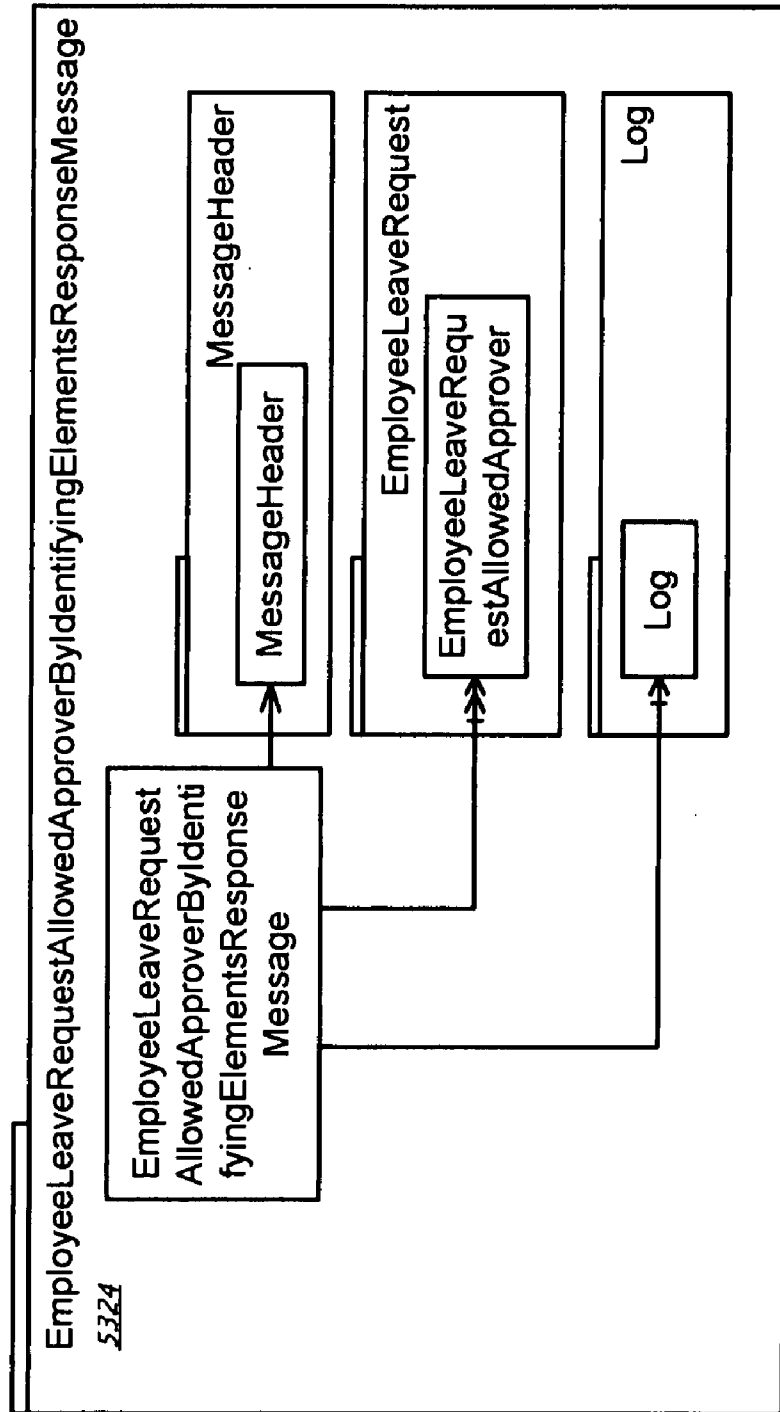 EmployeeLeaveRequestAllowedApproverByIdentifyingElementsResponseMessage
5324
EmployeeLeaveRequest
AllowedApproverByIdenti
fyingElementsResponse
Message
MessageHeader
MessageHeader
EmployeeLeaveRequest
EmployeeLeaveRequ
estAllowedApprover
Log
Log